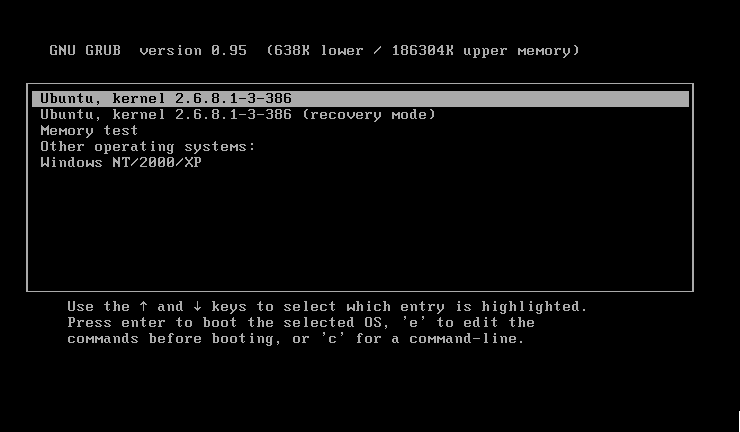 GNU GRUB  version 0.95  (638K lower / 186304K upper memory)
Ubuntu, kernel 2.6.8.1-3-386
Ubuntu, kernel 2.6.8.1-3-386 (recovery mode)
Memory test
Other operating systems:
Windows NT/2000/XP
Use the ↑ and ↓ keys to select which entry is highlighted.
Press enter to boot the selected OS, 'e' to edit the
commands before booting, or 'c' for a command-line.